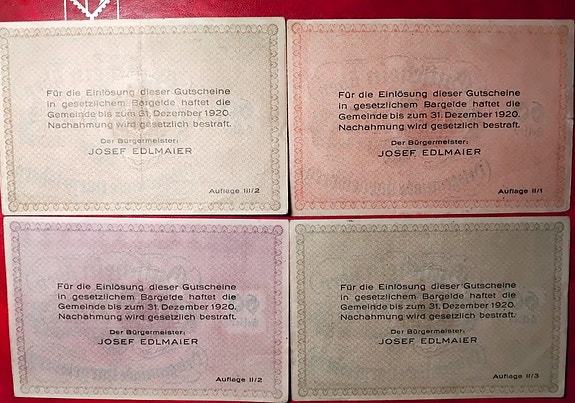 Für die Einlösung dieser Gutscheine
in gesetzlichem Bargelde haftet die
Gemeinde bis zum 31. Dezember 1920.
Nachahmung wird gesetzlich bestraft.
Der Bürgermeister:
JOSEF EDLMAIER
Auflage III/2
Für die Einlösung dieser Gutscheine
in gesetzlichem Bargelde haftet die
Gemeinde bis zum 31. Dezember 1920.
Nachahmung wird gesetzlich bestraft.
Der Bürgermeister:
JOSEF EDLMAIER
Auflage II/1
Für die Einlösung dieser Gutscheine
in gesetzlichem Bargelde haftet die
Gemeinde bis zum 31. Dezember 1920.
Nachahmung wird gesetzlich bestraft.
Der Bürgermeister:
JOSEF EDLMAIER
Auflage II/2
Für die Einlösung dieser Gutscheine
in gesetzlichem Bargelde haftet die
Gemeinde bis zum 31. Dezember 1920.
Nachahmung wird gesetzlich bestraft.
Der Bürgermeister:
JOSEF EDLMAIER
Auflage II/3